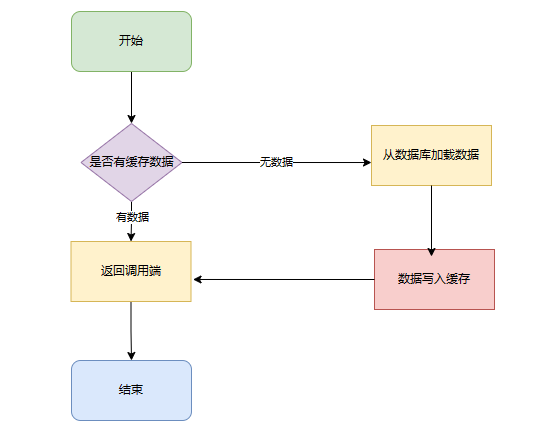 开始
是否有缓存数据
无数据
从数据库加载数据
有数据
返回调用端
数据写入缓存
结束